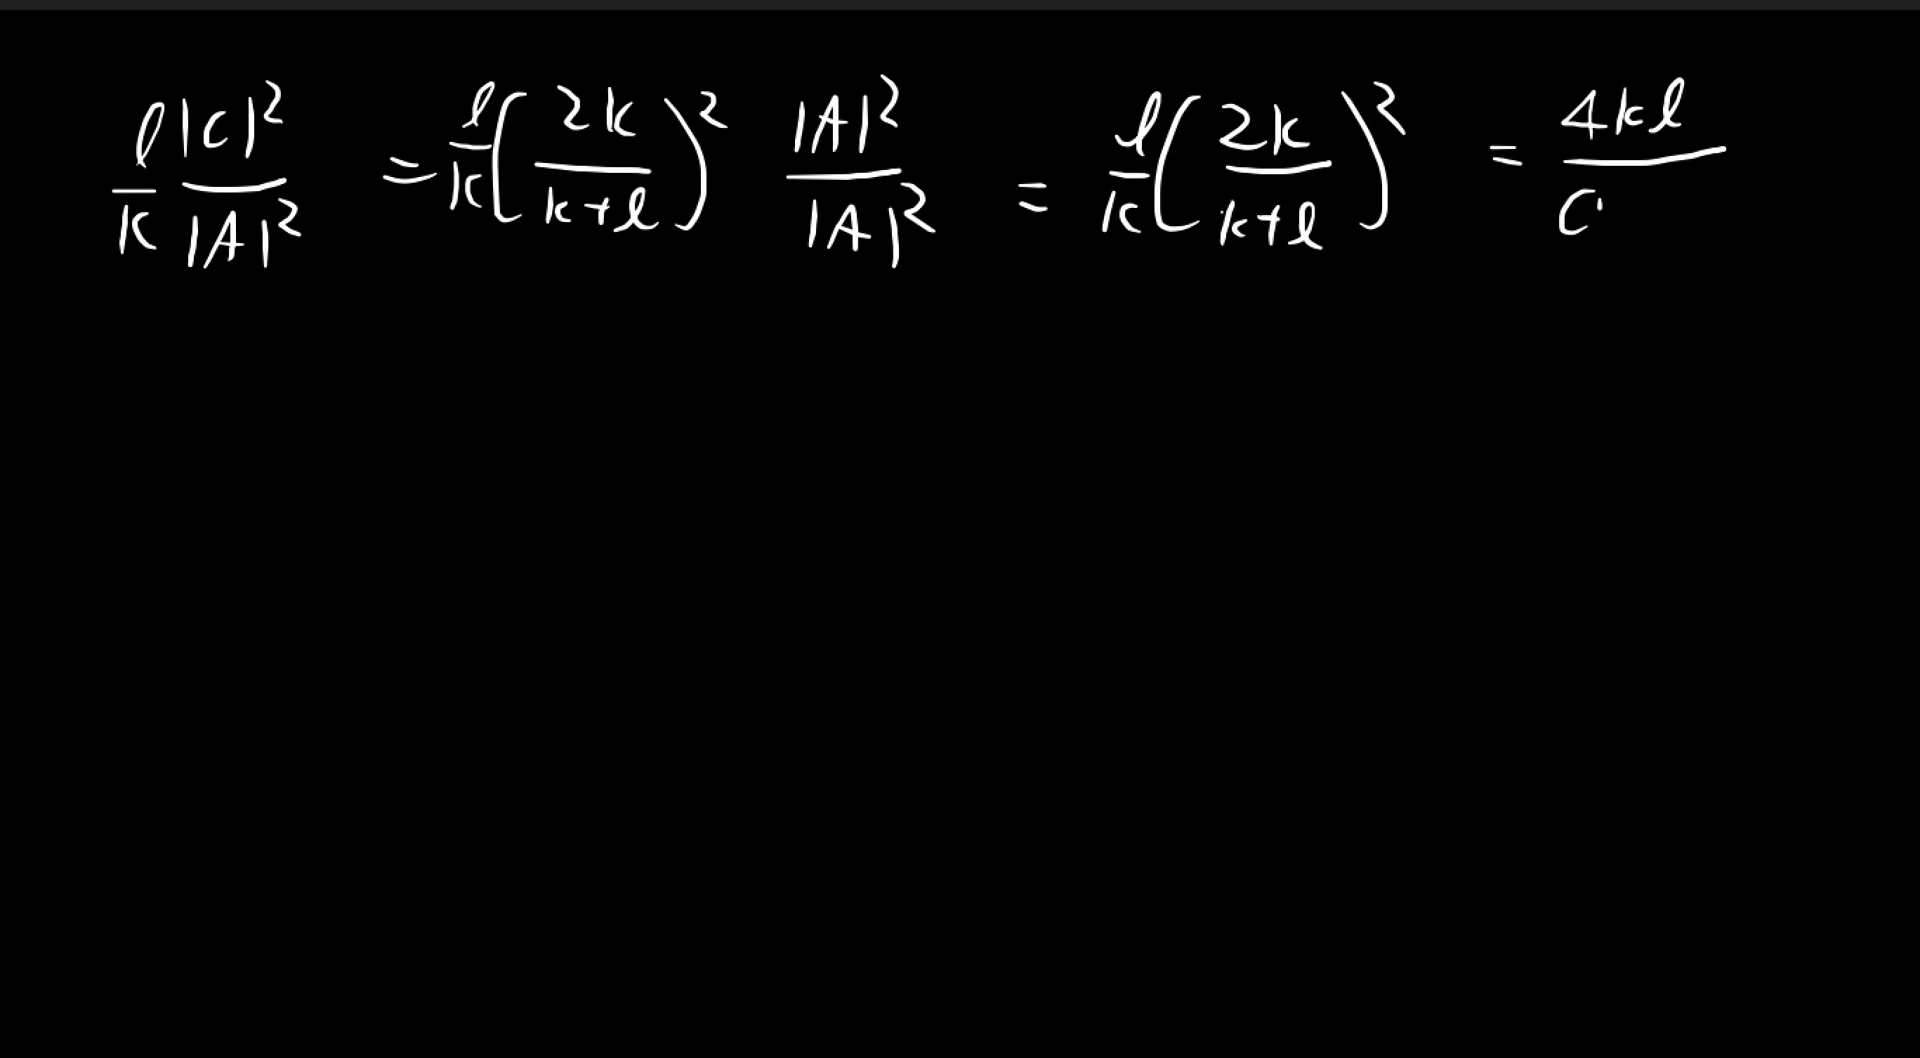 ℓ/k |C|²/|A|² = ℓ/k (2k/(k+ℓ))² |A|²/|A|² = ℓ/k (2k/(k+ℓ))² = 4kℓ/(